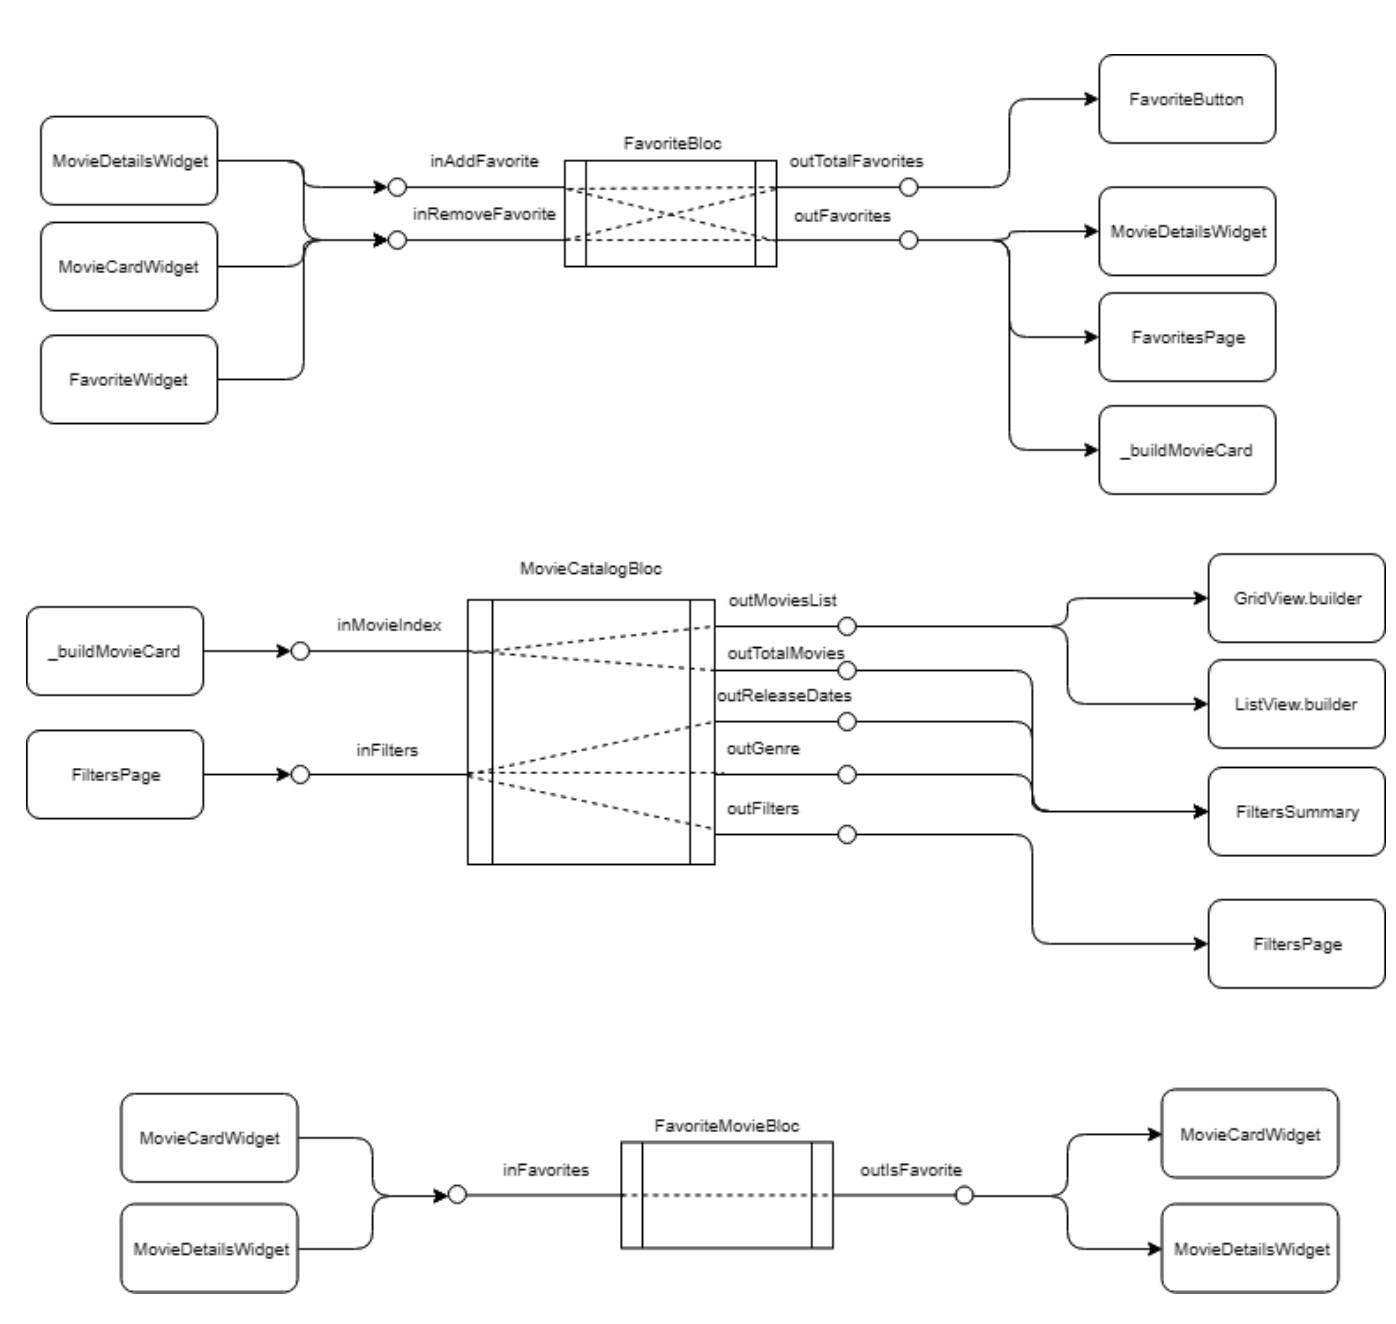 FavoriteButton
FavoriteBloc
MovieDetailsWidget
inAddFavorite
outTotalFavorites
inRemoveFavorite
outFavorites
MovieDetailsWidget
MovieCardWidget
FavoritesPage
FavoriteWidget
_buildMovieCard
MovieCatalogBloc
outMoviesList
GridView.builder
inMovieIndex
_buildMovieCard
outTotalMovies
outReleaseDates
ListView.builder
inFilters
outGenre
FiltersPage
outFilters
FiltersSummary
FiltersPage
FavoriteMovieBloc
MovieCardWidget
MovieCardWidget
inFavorites
outIsFavorite
MovieDetailsWidget
MovieDetailsWidget